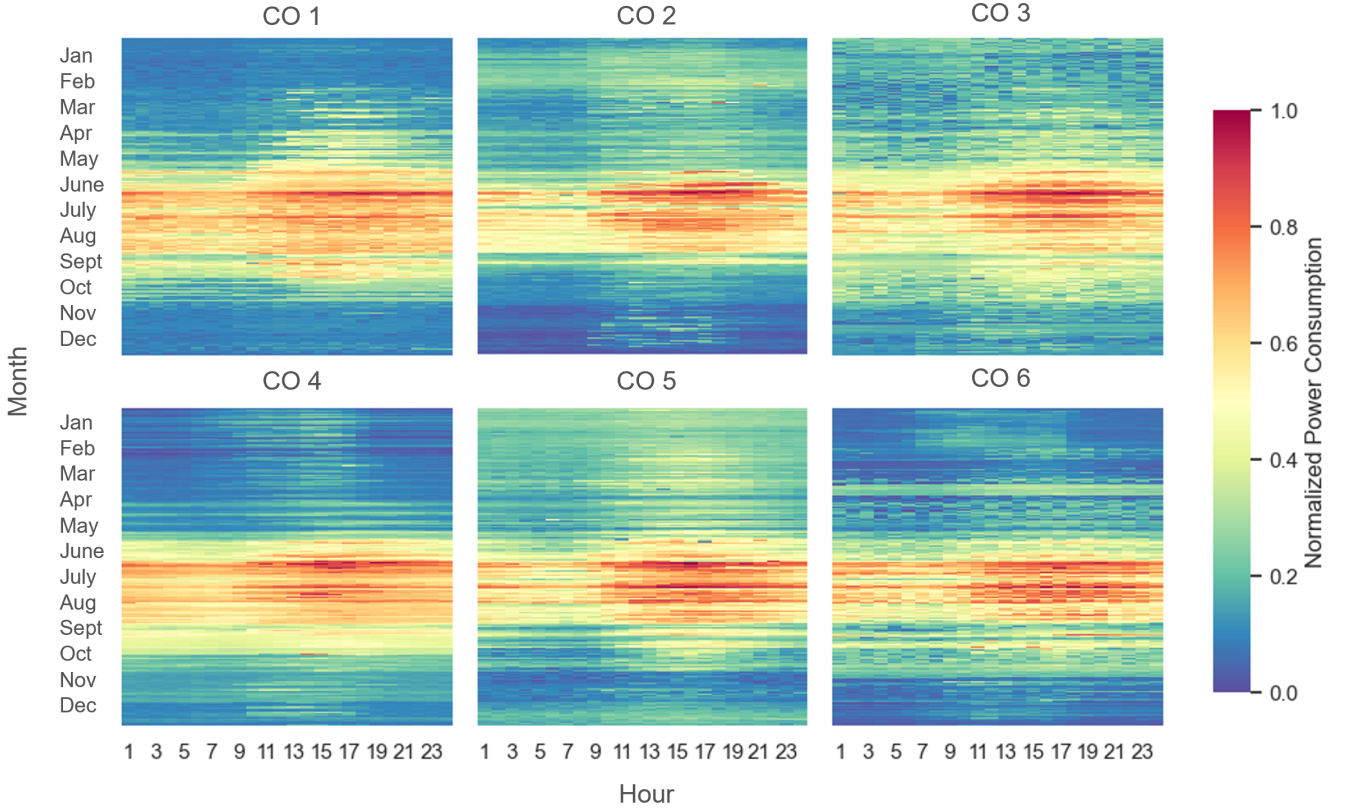 CO 1
CO 2
CO 3
Jan
Feb
Mar
Apr
May
June
July
Aug
Sept
Oct
Nov
Dec
CO 4
CO 5
CO 6
Jan
Feb
Mar
Apr
May
June
July
Aug
Sept
Oct
Nov
Dec
Month
1 3 5 7 9 11 13 15 17 19 21 23
1 3 5 7 9 11 13 15 17 19 21 23
1 3 5 7 9 11 13 15 17 19 21 23
Hour
1.0
0.8
0.6
0.4
0.2
0.0
Normalized Power Consumption